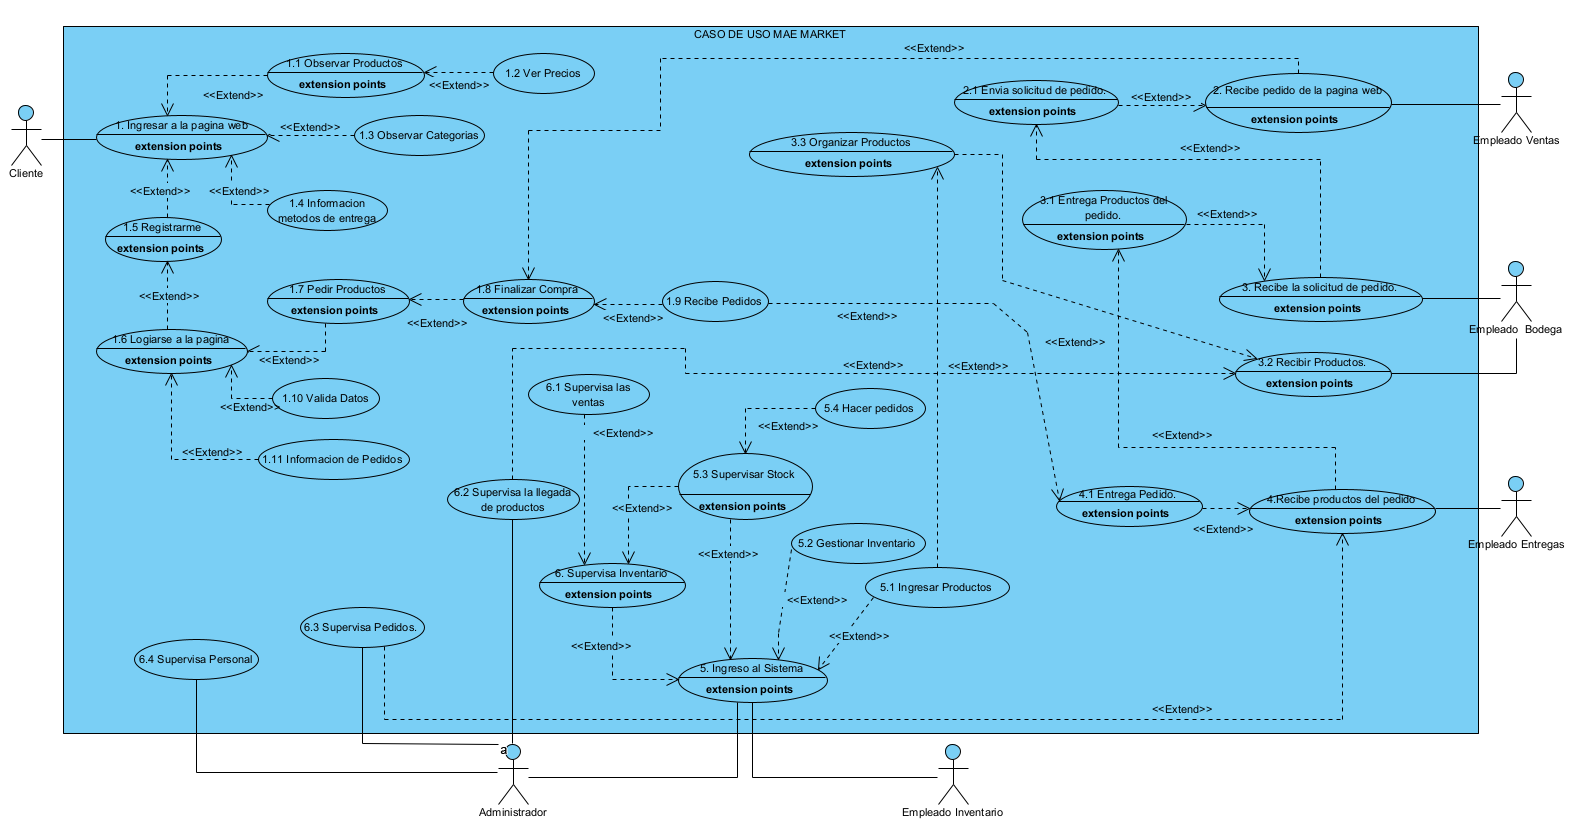 CASO DE USO MAE MARKET
<<Extend>>
1.1 Observar Productos
extension points
1.2 Ver Precios
<<Extend>>
<<Extend>>
2.1 Envia solicitud de pedido.
extension points
<<Extend>>
2. Recibe pedido de la pagina web
extension points
Empleado Ventas
Cliente
1. Ingresar a la pagina web
extension points
<<Extend>>
1.3 Observar Categorias
3.3 Organizar Productos
extension points
<<Extend>>
<<Extend>>
<<Extend>>
1.4 Informacion
metodos de entrega
3.1 Entrega Productos del
pedido.
extension points
<<Extend>>
1.5 Registrarme
extension points
<<Extend>>
1.7 Pedir Productos
extension points
<<Extend>>
1.8 Finalizar Compra
extension points
<<Extend>>
1.9 Recibe Pedidos
<<Extend>>
3. Recibe la solicitud de pedido.
extension points
Empleado  Bodega
1.6 Logiarse a la pagina
extension points
<<Extend>>
<<Extend>>
<<Extend>>
<<Extend>>
3.2 Recibir Productos.
extension points
1.10 Valida Datos
<<Extend>>
6.1 Supervisa las
ventas
<<Extend>>
5.4 Hacer pedidos
<<Extend>>
<<Extend>>
1.11 Informacion de Pedidos
<<Extend>>
6.2 Supervisa la llegada
de productos
5.3 Supervisar Stock
extension points
<<Extend>>
4.1 Entrega Pedido.
extension points
<<Extend>>
4.Recibe productos del pedido
extension points
Empleado Entregas
<<Extend>>
5.2 Gestionar Inventario
6. Supervisa Inventario
extension points
5.1 Ingresar Productos
<<Extend>>
<<Extend>>
<<Extend>>
6.3 Supervisa Pedidos.
6.4 Supervisa Personal
5. Ingreso al Sistema
extension points
<<Extend>>
a
Administrador
Empleado Inventario